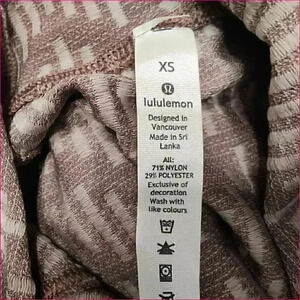 XS
lululemon
Designed in
Vancouver
Made in Sri
Lanka
All:
71% NYLON
29% POLYESTER
Exclusive of
decoration
Wash with
like colours